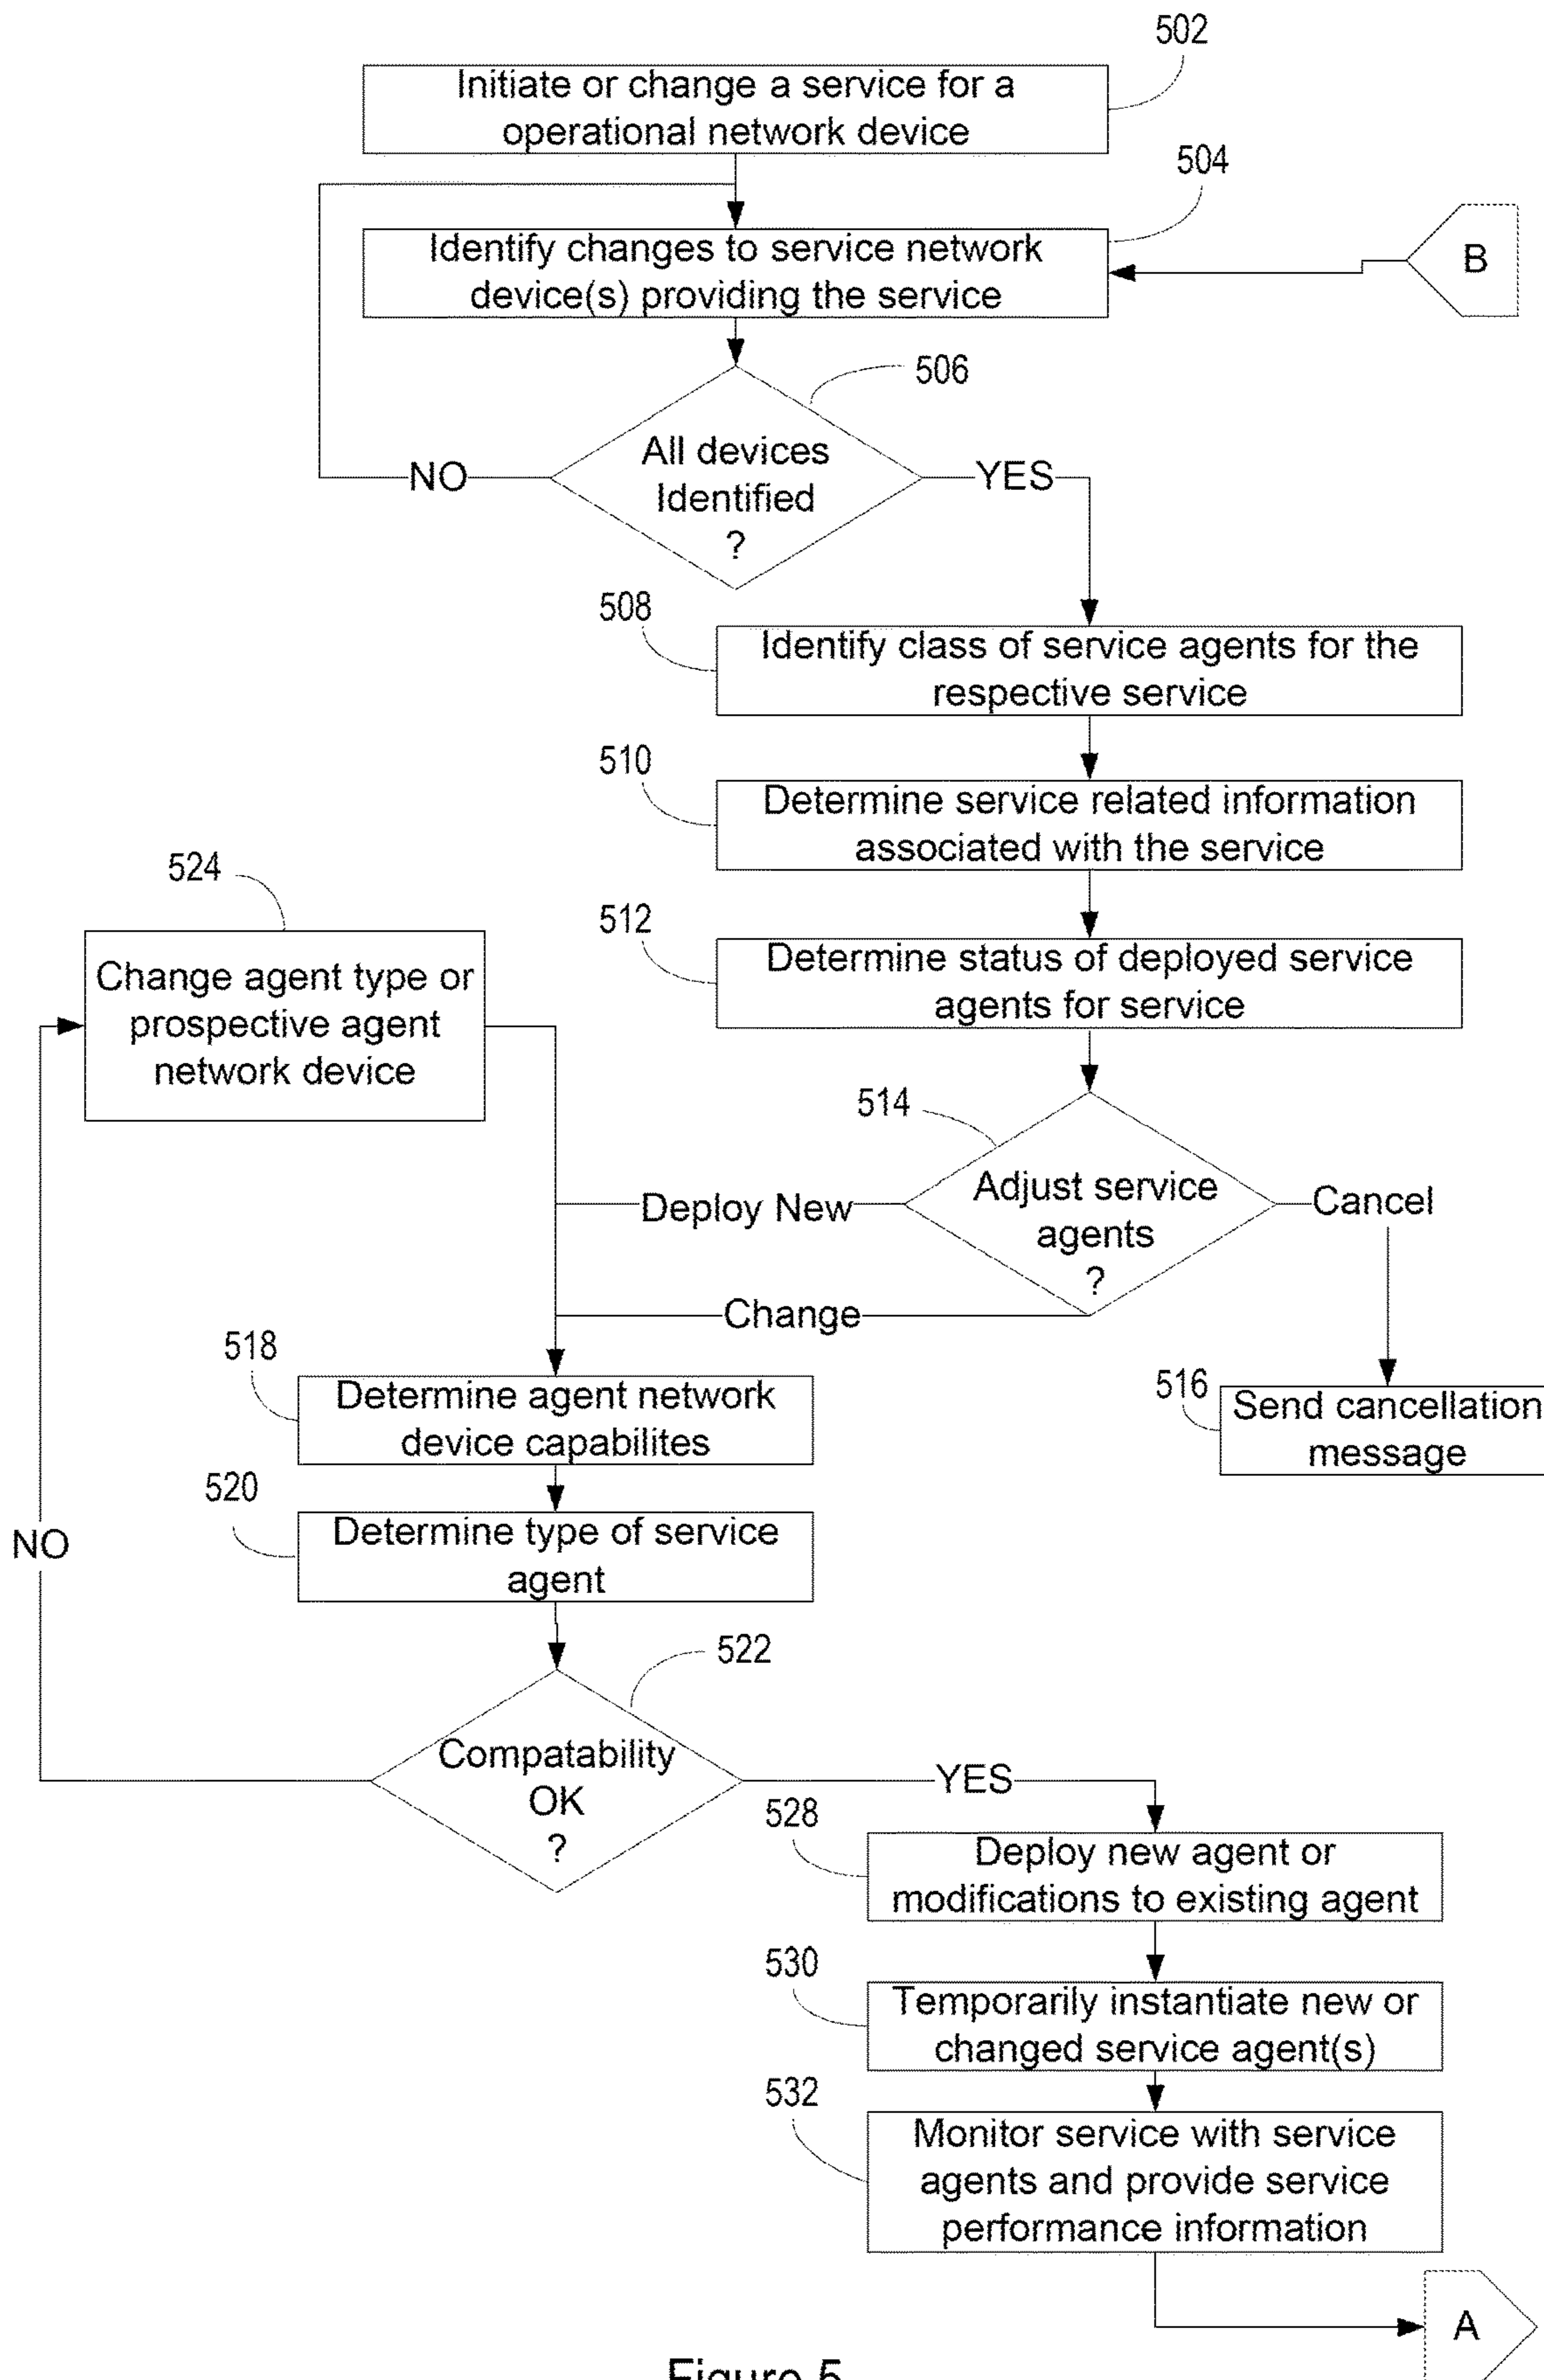 502
Initiate or change a service for a
operational network device
504
Identify changes to service network
device(s) providing the service
B
506
All devices
Identified
?
NO
YES
508
Identify class of service agents for the
respective service
510
Determine service related information
associated with the service
512
Determine status of deployed service
agents for service
524
Change agent type or
prospective agent
network device
514
Adjust service
agents
?
Deploy New
Cancel
Change
516
Send cancellation
message
518
Determine agent network
device capabilites
520
Determine type of service
agent
NO
522
Compatability
OK
?
YES
528
Deploy new agent or
modifications to existing agent
530
Temporarily instantiate new or
changed service agent(s)
532
Monitor service with service
agents and provide service
performance information
A
Figure 5